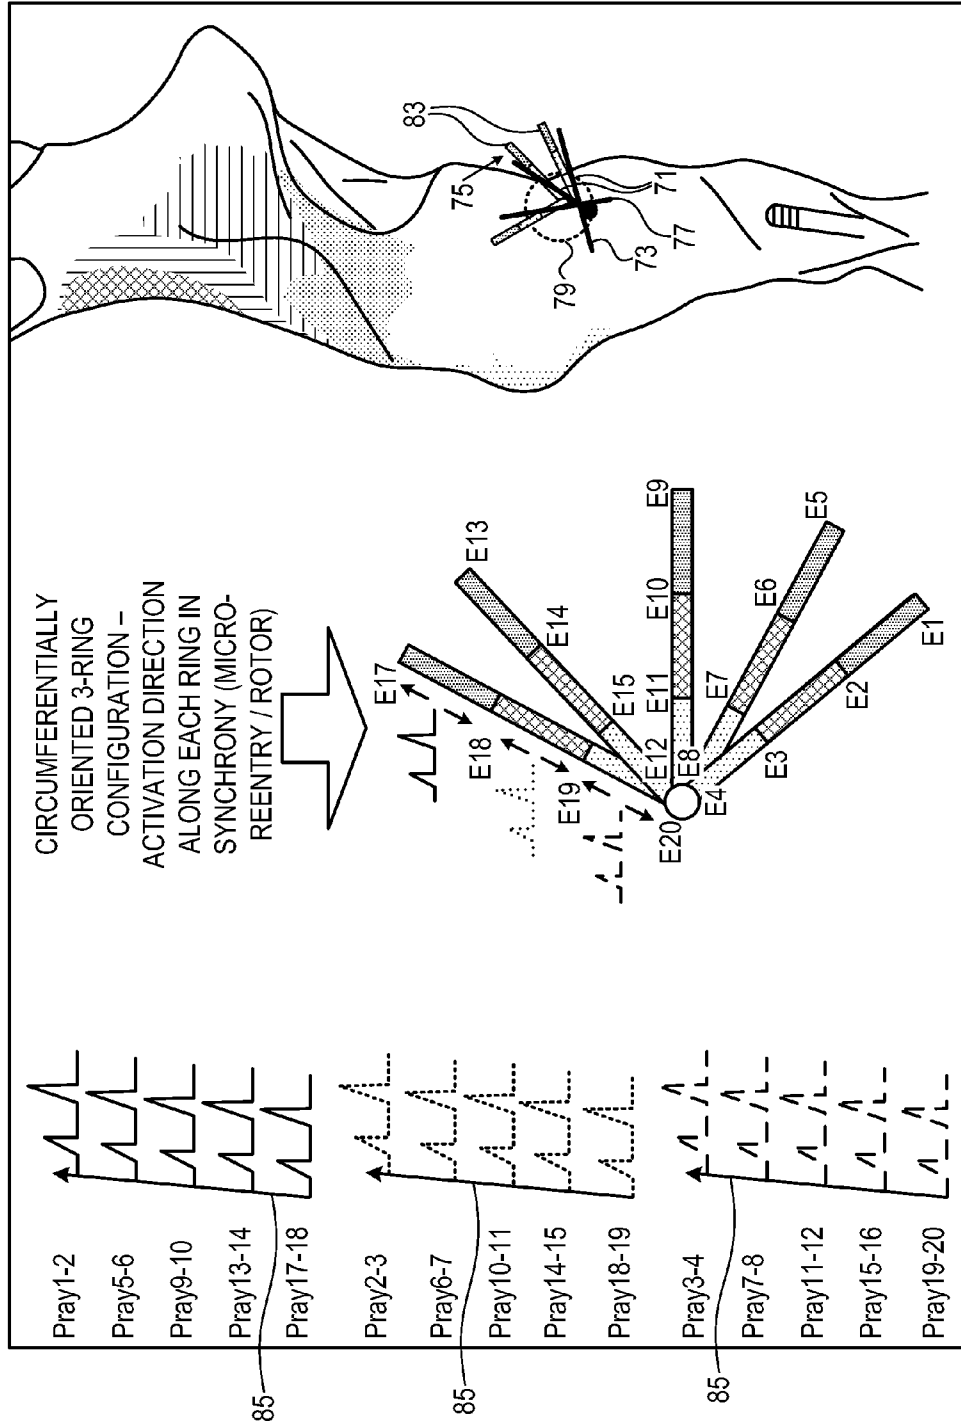 CIRCUMFERENTIALLY
ORIENTED 3-RING
CONFIGURATION –
ACTIVATION DIRECTION
ALONG EACH RING IN
SYNCHRONY (MICRO-
REENTRY / ROTOR)
Pray1-2
Pray5-6
Pray9-10
Pray13-14
Pray17-18
85
Pray2-3
Pray6-7
Pray10-11
Pray14-15
Pray18-19
85
Pray3-4
Pray7-8
Pray11-12
Pray15-16
Pray19-20
85
E17
E18
E19
E20
E13
E14
E15
E9
E10
E11
E12
E5
E6
E7
E8
E1
E2
E3
E4
83
75
71
79
73
77